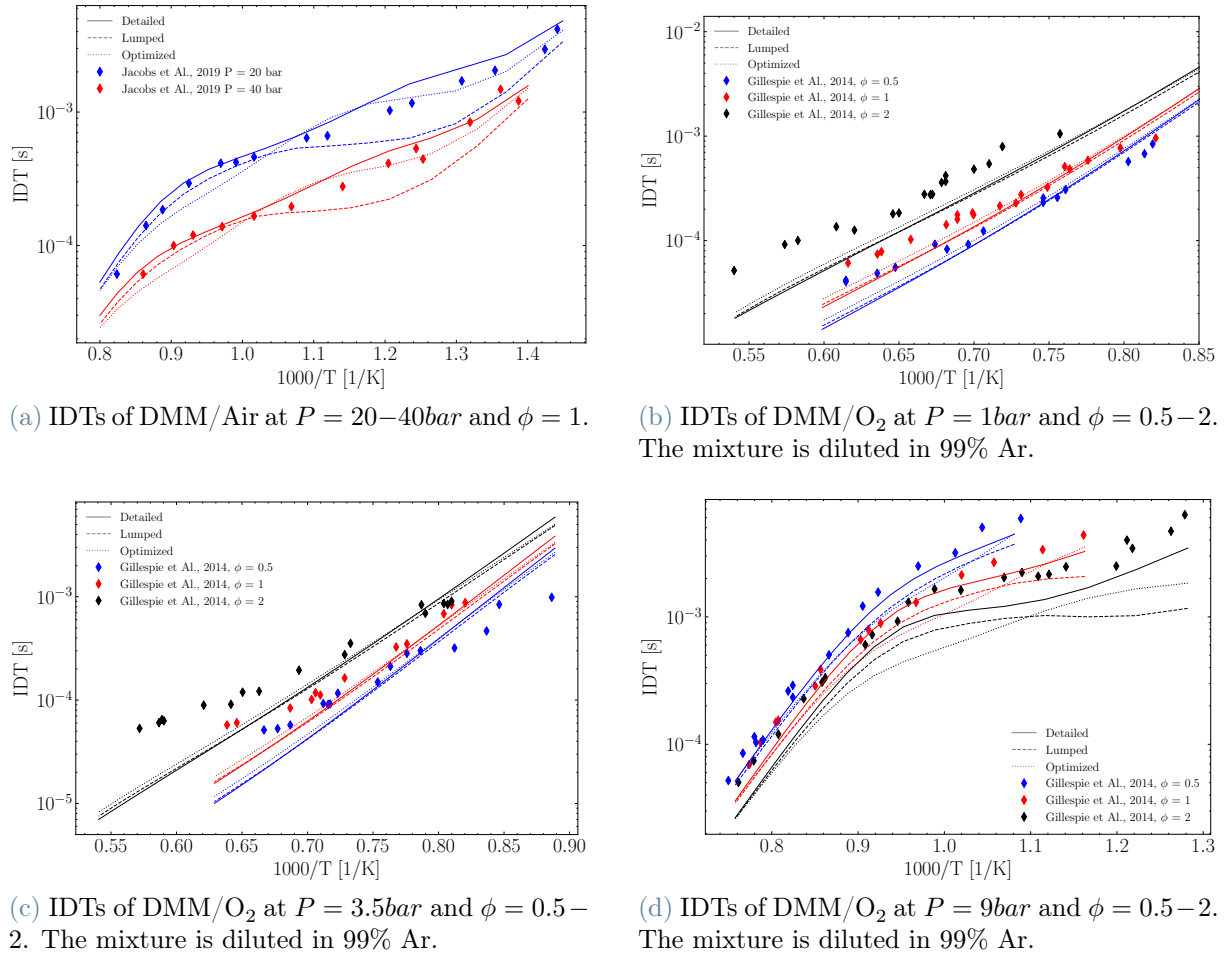 Detailed
Lumped
Optimized
Jacobs et Al., 2019 P = 20 bar
Jacobs et Al., 2019 P = 40 bar
10⁻³
10⁻⁴
IDT [s]
0.8 0.9 1.0 1.1 1.2 1.3 1.4
1000/T [1/K]
(a) IDTs of DMM/Air at P = 20−40bar and ϕ = 1.
Detailed
Lumped
Optimized
Gillespie et Al., 2014, ϕ = 0.5
Gillespie et Al., 2014, ϕ = 1
Gillespie et Al., 2014, ϕ = 2
10⁻²
10⁻³
10⁻⁴
IDT [s]
0.55 0.60 0.65 0.70 0.75 0.80 0.85
1000/T [1/K]
(b) IDTs of DMM/O₂ at P = 1bar and ϕ = 0.5−2.
The mixture is diluted in 99% Ar.
Detailed
Lumped
Optimized
Gillespie et Al., 2014, ϕ = 0.5
Gillespie et Al., 2014, ϕ = 1
Gillespie et Al., 2014, ϕ = 2
10⁻³
10⁻⁴
10⁻⁵
IDT [s]
0.55 0.60 0.65 0.70 0.75 0.80 0.85 0.90
1000/T [1/K]
(c) IDTs of DMM/O₂ at P = 3.5bar and ϕ = 0.5−
2. The mixture is diluted in 99% Ar.
10⁻³
10⁻⁴
IDT [s]
Detailed
Lumped
Optimized
Gillespie et Al., 2014, ϕ = 0.5
Gillespie et Al., 2014, ϕ = 1
Gillespie et Al., 2014, ϕ = 2
0.8 0.9 1.0 1.1 1.2 1.3
1000/T [1/K]
(d) IDTs of DMM/O₂ at P = 9bar and ϕ = 0.5−2.
The mixture is diluted in 99% Ar.